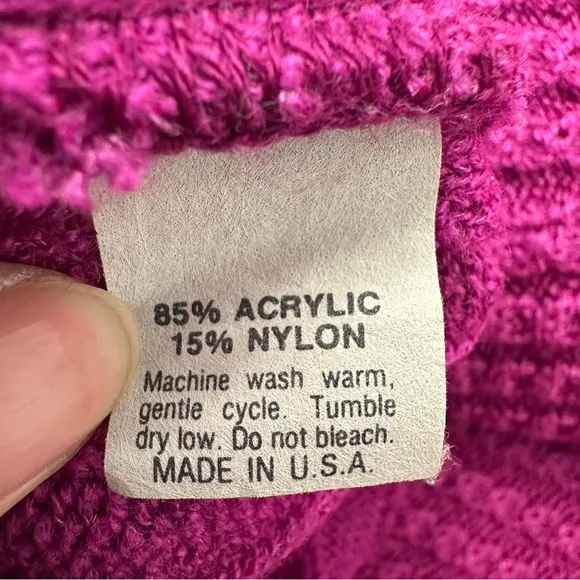 85% ACRYLIC
15% NYLON
Machine wash warm,
gentle cycle. Tumble
dry low. Do not bleach.
MADE IN U.S.A.